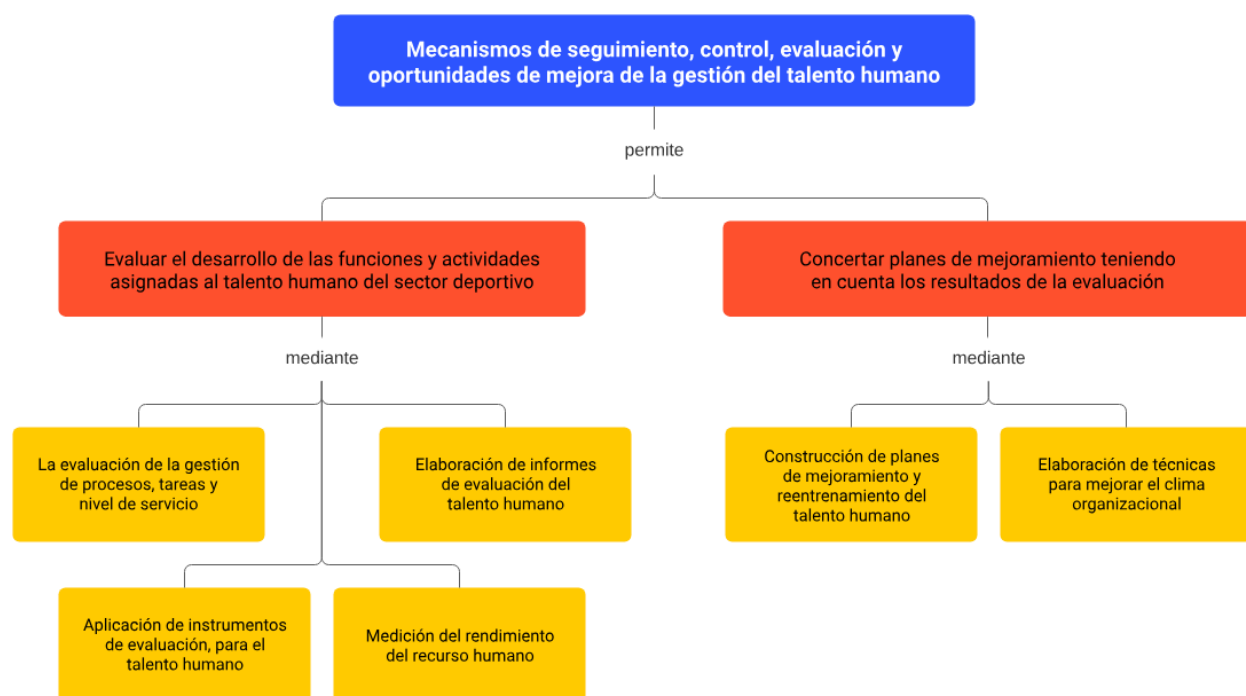 Mecanismos de seguimiento, control, evaluación y
oportunidades de mejora de la gestión del talento humano
permite
Evaluar el desarrollo de las funciones y actividades
asignadas al talento humano del sector deportivo
Concertar planes de mejoramiento teniendo
en cuenta los resultados de la evaluación
mediante
mediante
La evaluación de la gestión
de procesos, tareas y
nivel de servicio
Elaboración de informes
de evaluación del
talento humano
Construcción de planes
de mejoramiento y
reentrenamiento del
talento humano
Elaboración de técnicas
para mejorar el clima
organizacional
Aplicación de instrumentos
de evaluación, para el
talento humano
Medición del rendimiento
del recurso humano